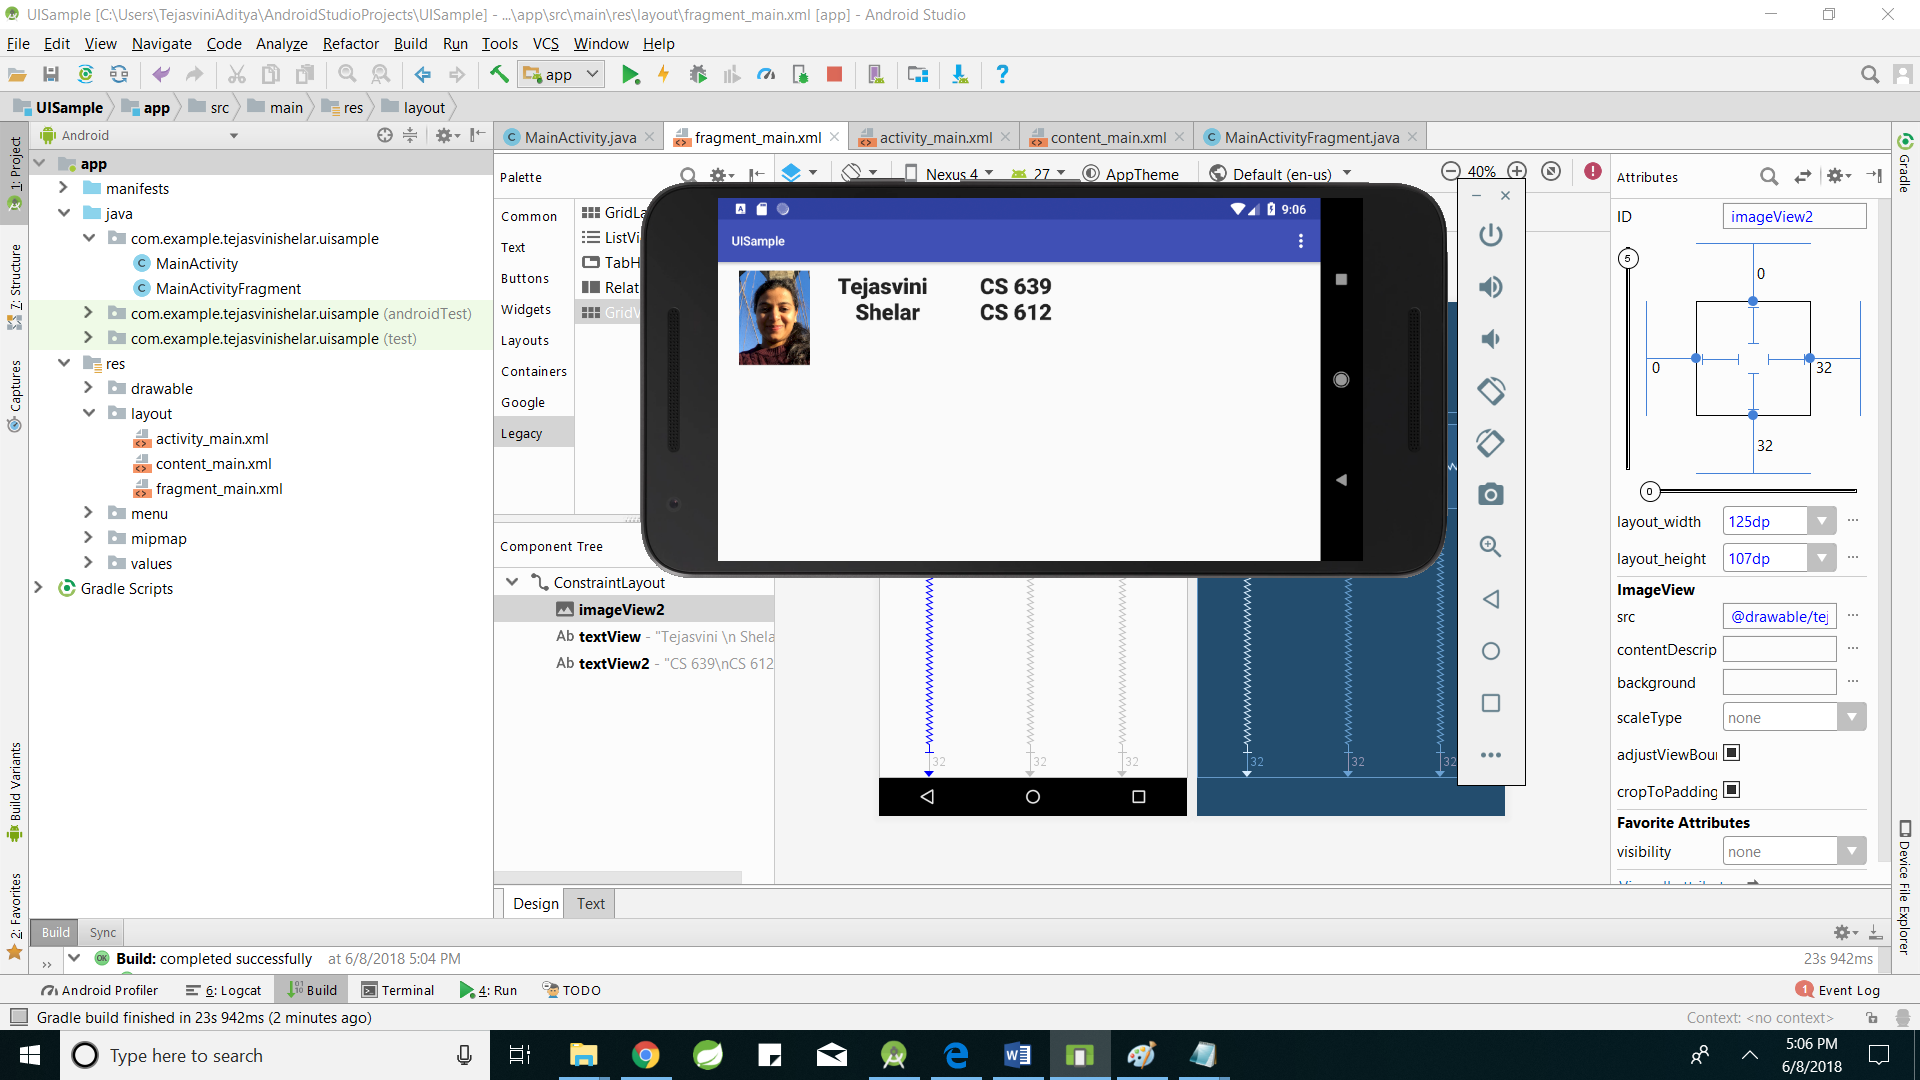 UISample [C:\Users\TejasviniAditya\AndroidStudioProjects\UISample] - ...\app\src\main\res\layout\fragment_main.xml [app] - Android Studio
File Edit View Navigate Code Analyze Refactor Build Run Tools VCS Window Help
app
UISample app src main res layout
Android
MainActivity.java fragment_main.xml activity_main.xml content_main.xml MainActivityFragment.java
1: Project
7: Structure
Captures
Build Variants
2: Favorites
app
manifests
java
com.example.tejasvinishelar.uisample
MainActivity
MainActivityFragment
com.example.tejasvinishelar.uisample (androidTest)
com.example.tejasvinishelar.uisample (test)
res
drawable
layout
activity_main.xml
content_main.xml
fragment_main.xml
menu
mipmap
values
Gradle Scripts
Palette
Common
Text
Buttons
Widgets
Layouts
Containers
Google
Legacy
GridLa
ListVi
TabH
Relat
GridV
Nexus 4 27 AppTheme Default (en-us) 40%
9:06
UISample
Tejasvini
Shelar
CS 639
CS 612
Component Tree
ConstraintLayout
imageView2
Ab textView - "Tejasvini \n Shela
Ab textView2 - "CS 639\nCS 612
32 32 32
32 32 32
Design Text
Attributes
ID imageView2
5
0
0
32
32
0
layout_width 125dp
layout_height 107dp
ImageView
src @drawable/tej
contentDescrip
background
scaleType none
adjustViewBour
cropToPadding
Favorite Attributes
visibility none
Gradle
Device File Explorer
Build Sync
Build: completed successfully at 6/8/2018 5:04 PM
23s 942ms
Android Profiler 6: Logcat Build Terminal 4: Run TODO
1 Event Log
Gradle build finished in 23s 942ms (2 minutes ago)
Context: <no context>
Type here to search
5:06 PM
6/8/2018